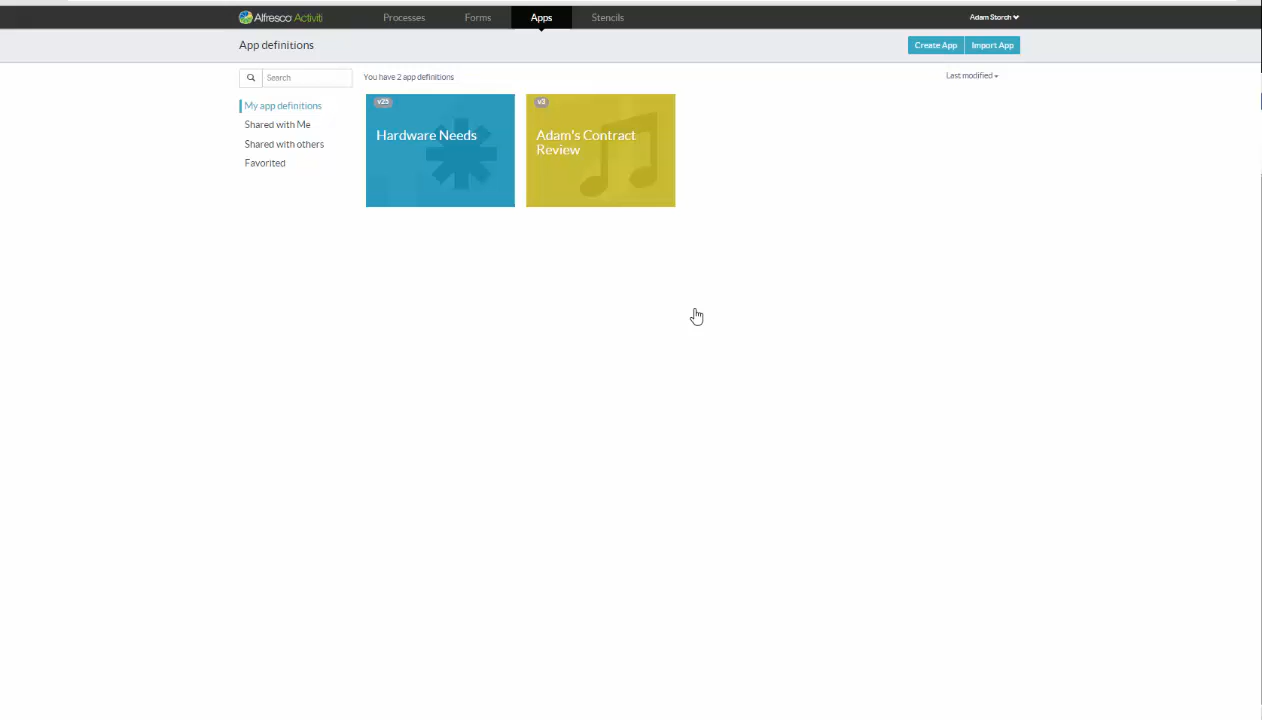 Alfresco Activiti
Processes
Forms
Apps
Stencils
Adam Storch
App definitions
Create App
Import App
Search
You have 2 app definitions
Last modified
My app definitions
Shared with Me
Shared with others
Favorited
v23
Hardware Needs
v3
Adam's Contract
Review